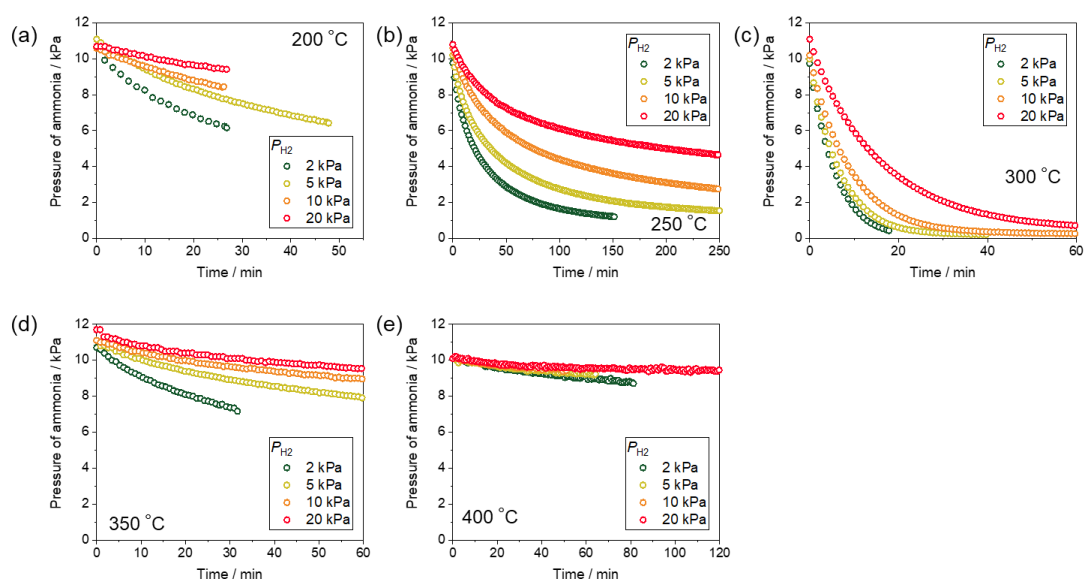 (a)
Pressure of ammonia / kPa
12
10
8
6
4
2
0
200 °C
P H2
2 kPa
5 kPa
10 kPa
20 kPa
0 10 20 30 40 50
Time / min
(b)
Pressure of ammonia / kPa
12
10
8
6
4
2
0
P H2
2 kPa
5 kPa
10 kPa
20 kPa
250 °C
0 50 100 150 200 250
Time / min
(c)
Pressure of ammonia / kPa
12
10
8
6
4
2
0
P H2
2 kPa
5 kPa
10 kPa
20 kPa
300 °C
0 20 40 60
Time / min
(d)
Pressure of ammonia / kPa
12
10
8
6
4
2
0
P H2
2 kPa
5 kPa
10 kPa
20 kPa
350 °C
0 10 20 30 40 50 60
Time / min
(e)
Pressure of ammonia / kPa
12
10
8
6
4
2
0
P H2
2 kPa
5 kPa
10 kPa
20 kPa
400 °C
0 20 40 60 80 100 120
Time / min